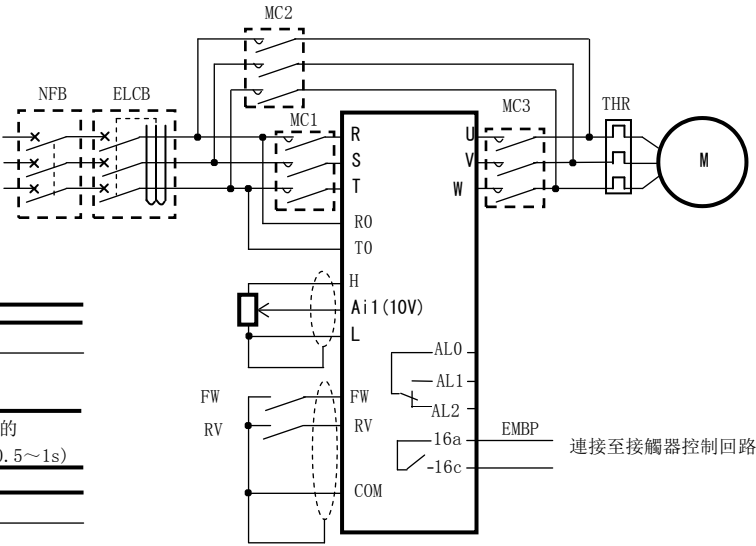 MC2
NFB
ELCB
MC1
MC3
THR
R
S
T
U
V
W
M
R0
T0
H
Ai1(10V)
L
AL0
AL1
AL2
FW
FW
RV
RV
16a
EMBP
連接至接觸器控制回路
-16c
COM
的
0.5～1s)